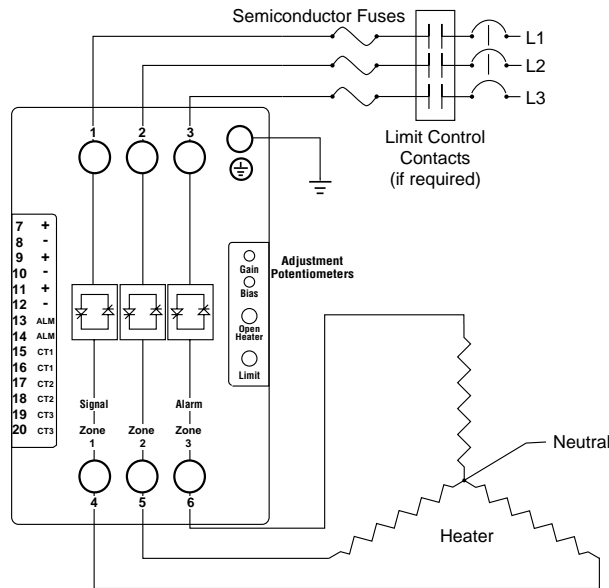 Semiconductor Fuses
L1
L2
L3
Limit Control
Contacts
(if required)
1 2 3
7 +
8 -
9 +
10 -
11 +
12 -
13 ALM
14 ALM
15 CT1
16 CT1
17 CT2
18 CT2
19 CT3
20 CT3
Gain
Bias
Open
Heater
Limit
Adjustment
Potentiometers
Signal Alarm
Zone Zone Zone
1 2 3
4 5 6
Neutral
Heater